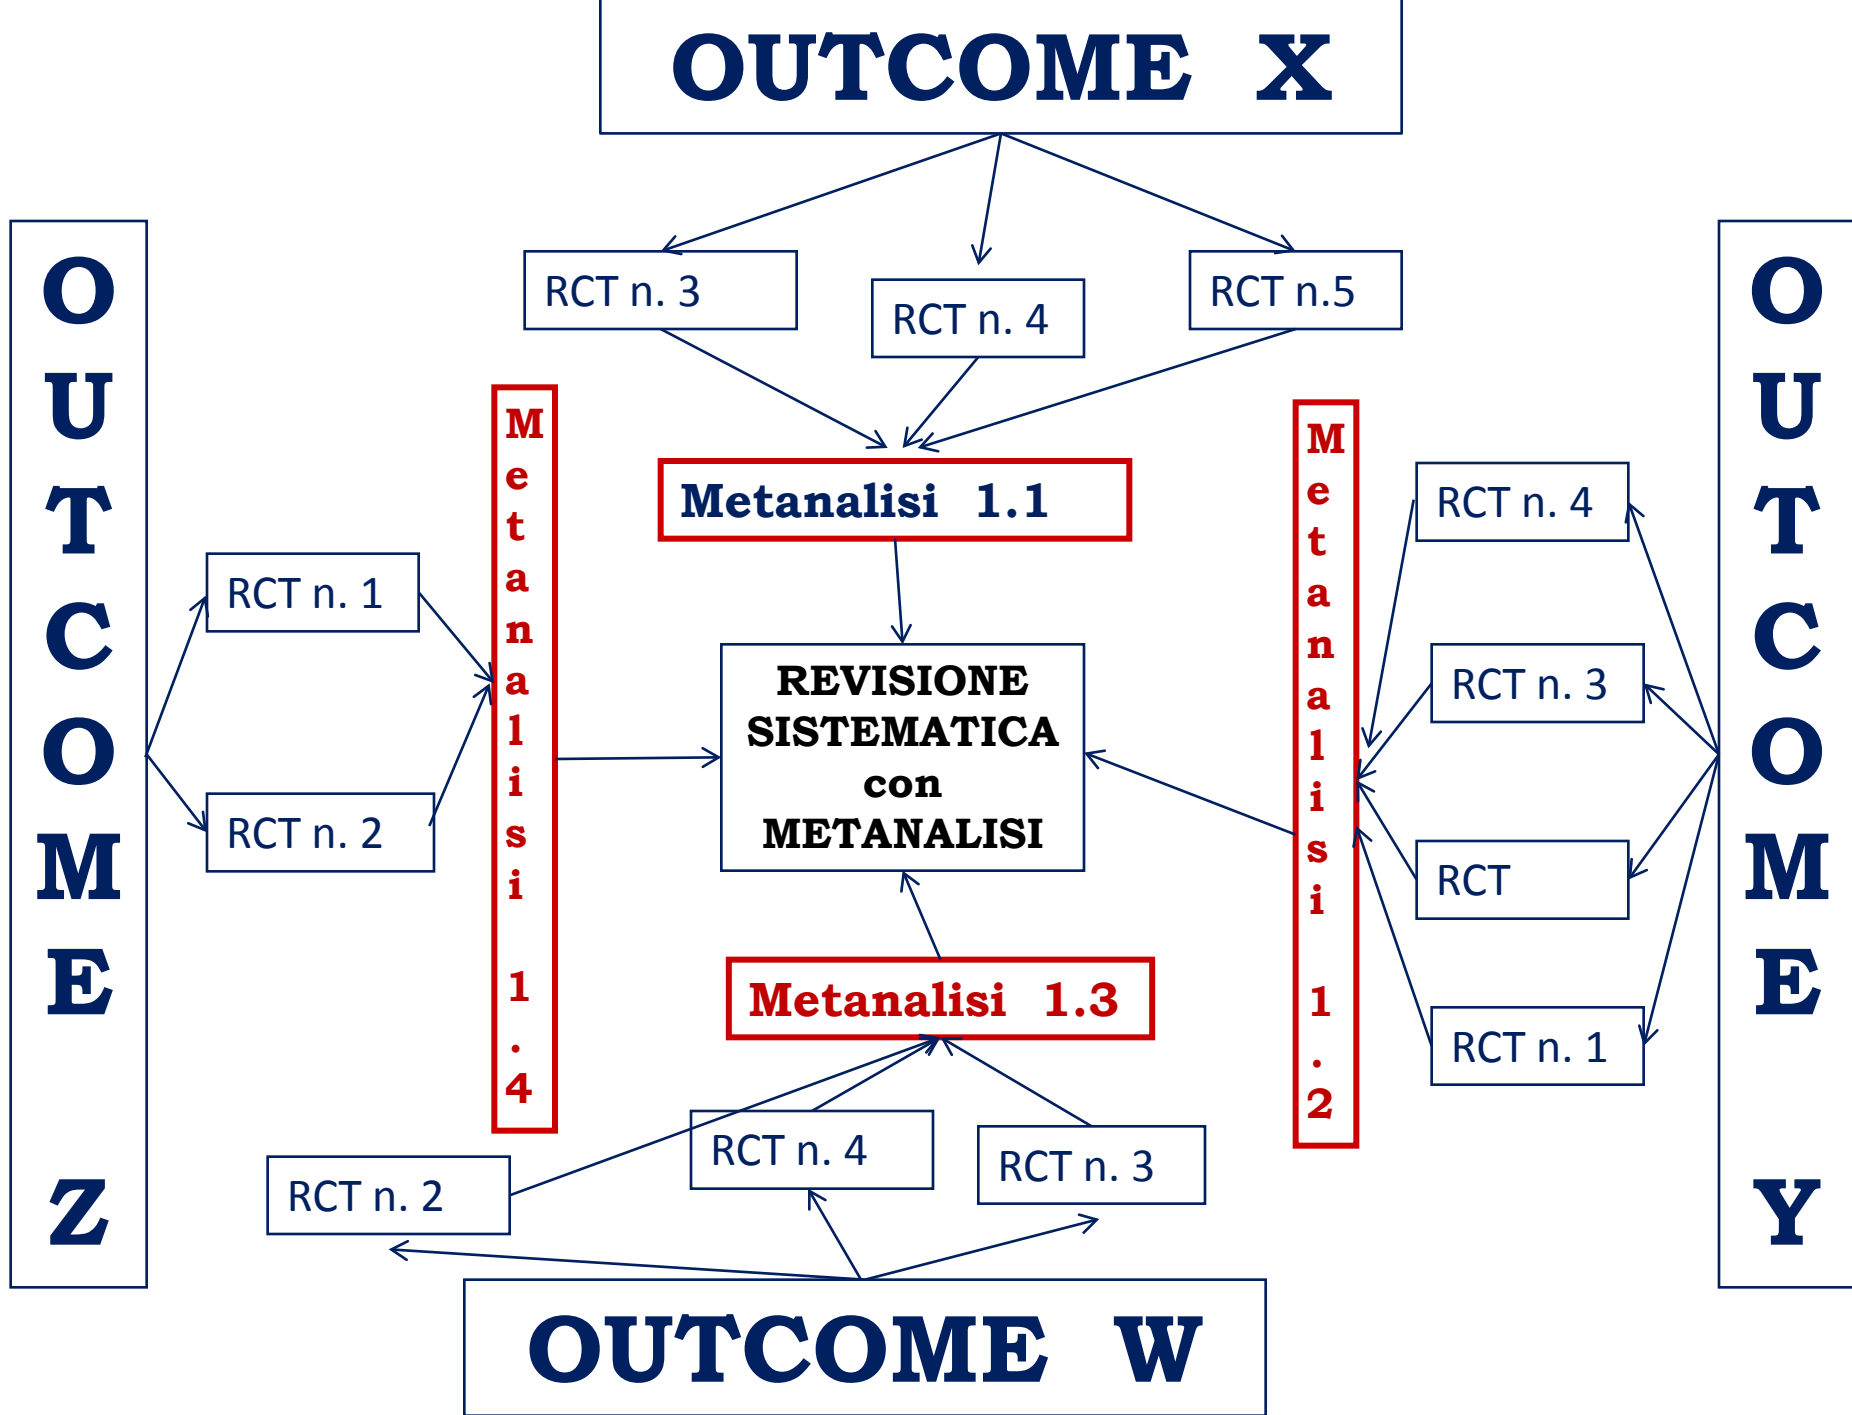 OUTCOME X
RCT n. 3
RCT n. 4
RCT n.5
Metanalisi 1.1
OUTCOME Z
RCT n. 1
RCT n. 2
Metanalisi 1.4
REVISIONE
SISTEMATICA
con
METANALISI
Metanalisi 1.2
RCT n. 4
RCT n. 3
RCT
RCT n. 1
OUTCOME Y
Metanalisi 1.3
RCT n. 2
RCT n. 4
RCT n. 3
OUTCOME W